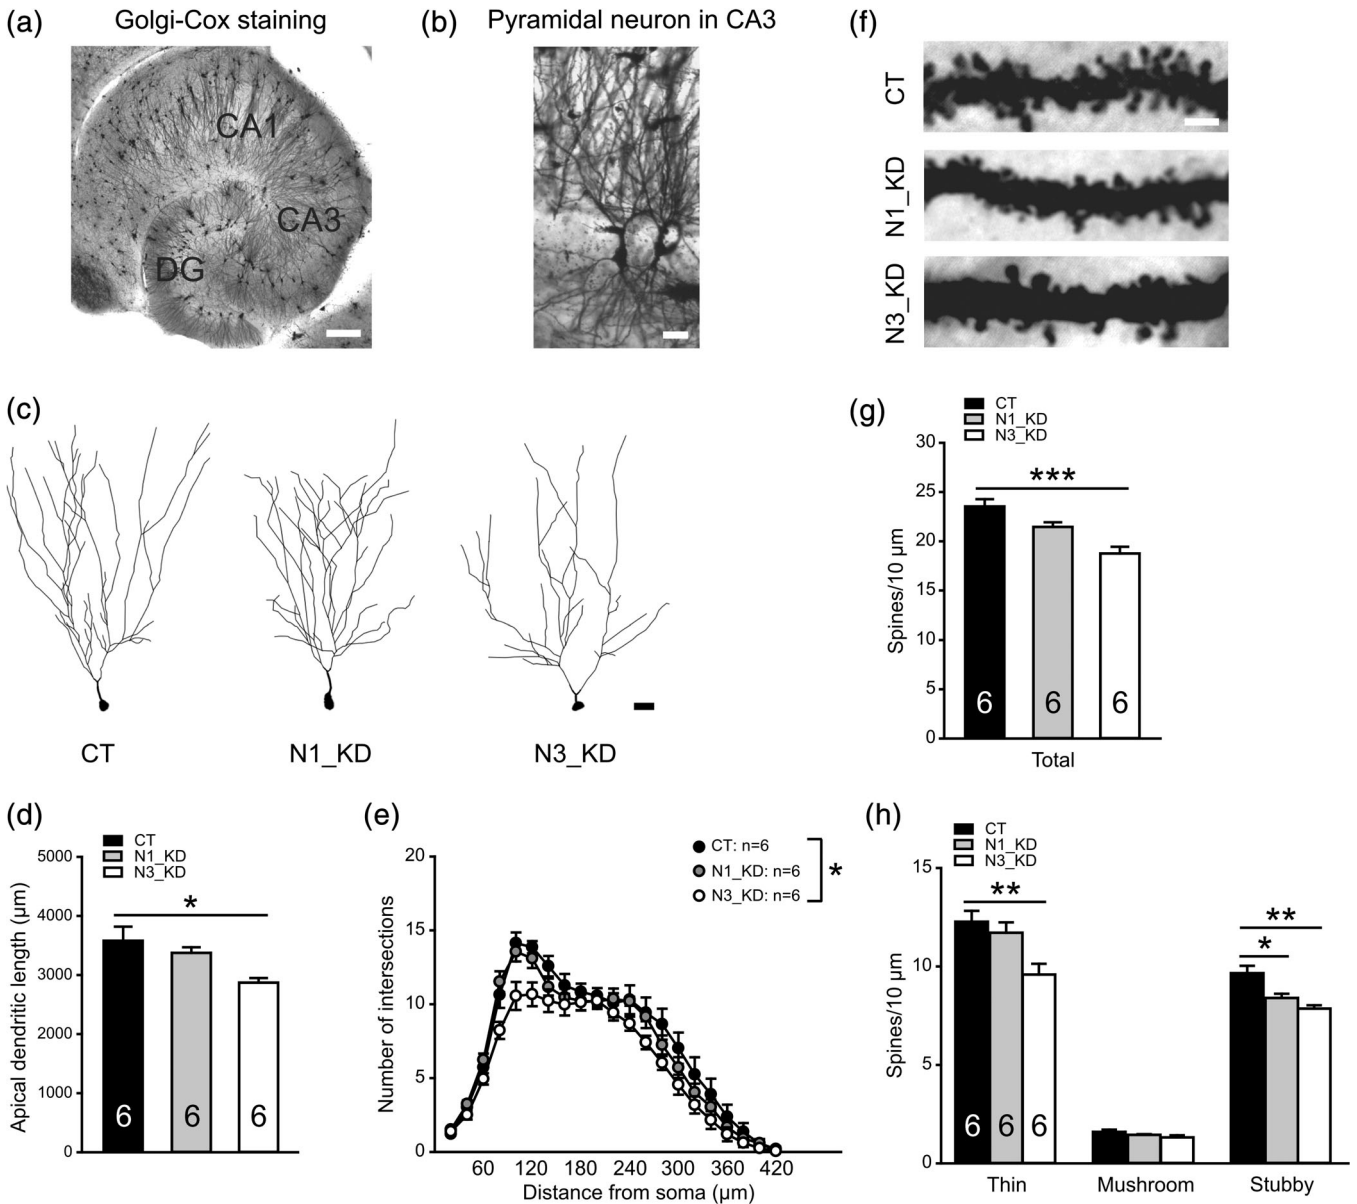 (a) Golgi-Cox staining
CA1
CA3
DG
(b) Pyramidal neuron in CA3
(c)
CT N1_KD N3_KD
(d)
CT
N1_KD
N3_KD
Apical dendritic length (µm)
5000
4000
3000
2000
1000
0
*
6 6 6
(e)
CT: n=6
N1_KD: n=6
N3_KD: n=6
*
Number of intersections
20
15
10
5
0
60 120 180 240 300 360 420
Distance from soma (µm)
(f)
CT
N1_KD
N3_KD
(g)
CT
N1_KD
N3_KD
Spines/10 µm
30
25
20
15
10
5
0
***
6 6 6
Total
(h)
CT
N1_KD
N3_KD
Spines/10 µm
15
10
5
0
**
**
*
6 6 6
Thin Mushroom Stubby